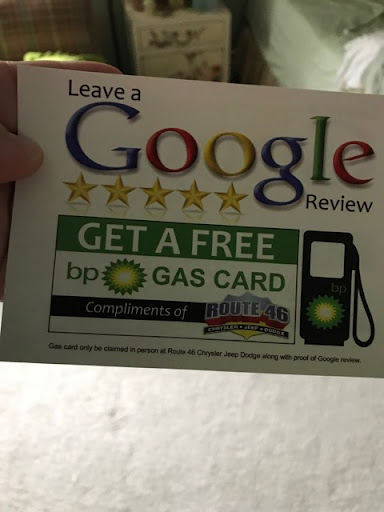 Leave a
Google
Review
GET A FREE
bp GAS CARD
bp
Compliments of ROUTE 46
CHRYSLER • JEEP • DODGE
Gas card only be claimed in person at Route 46 Chrysler Jeep Dodge along with proof of Google review.